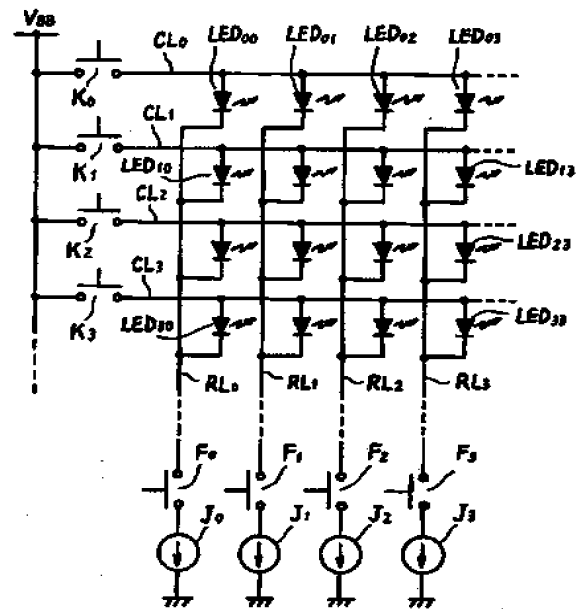 VBB
CL0 LED00 LED01 LED02 LED03
K0
CL1
LED10 LED13
K1
CL2
K2 LED23
CL3
K3 LED30 LED33
RL0 RL1 RL2 RL3
F0 F1 F2 F3
J0 J1 J2 J3